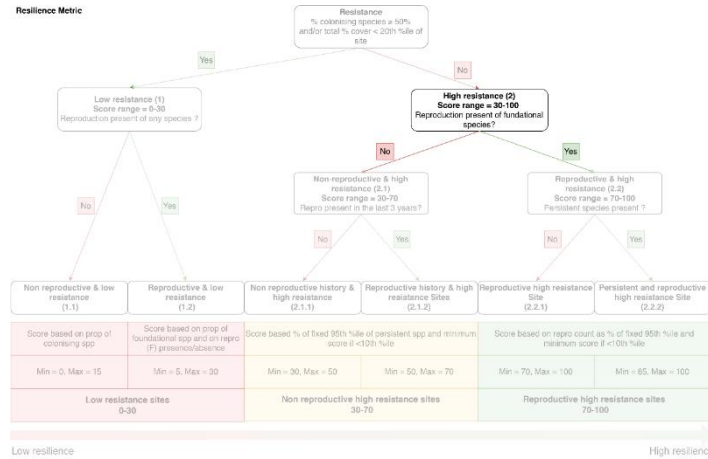 Resilience Metric
Resistance
% colonising species ≥ 50%
and/or total % cover < 20th %ile of
site
Yes
No
Low resistance (1)
Score range = 0-30
Reproduction present of any species ?
High resistance (2)
Score range = 30-100
Reproduction present of fundational
species?
No
Yes
No
Yes
Non-reproductive & high
resistance (2.1)
Score range = 30-70
Repro present in the last 3 years?
Reproductive & high
resistance (2.2)
Score range = 70-100
Persistent species present ?
No
Yes
No
Yes
Non reproductive & low
resistance
(1.1)
Reproductive & low
resistance
(1.2)
Non reproductive history &
high resistance (2.1.1)
Reproductive history & high
resistance Sites (2.1.2)
Reproductive high resistance
Site
(2.2.1)
Persistent and reproductive
high resistance Site
(2.2.2)
Score based on prop of
colonising spp
Score based on prop of
foundational spp and on repro
(F) presence/absence
Score based % of fixed 95th %ile of persistent spp and minimum
score if <10th %ile
Score based on repro count as % of fixed 95th %ile and
minimum score if <10th %ile
Min = 0, Max = 15
Min = 5, Max = 30
Min = 30, Max = 50
Min = 50, Max = 70
Min = 70, Max = 100
Min = 85, Max = 100
Low resistance sites
0-30
Non reproductive high resistance sites
30-70
Reproductive high resistance sites
70-100
Low resilience
High resilienc